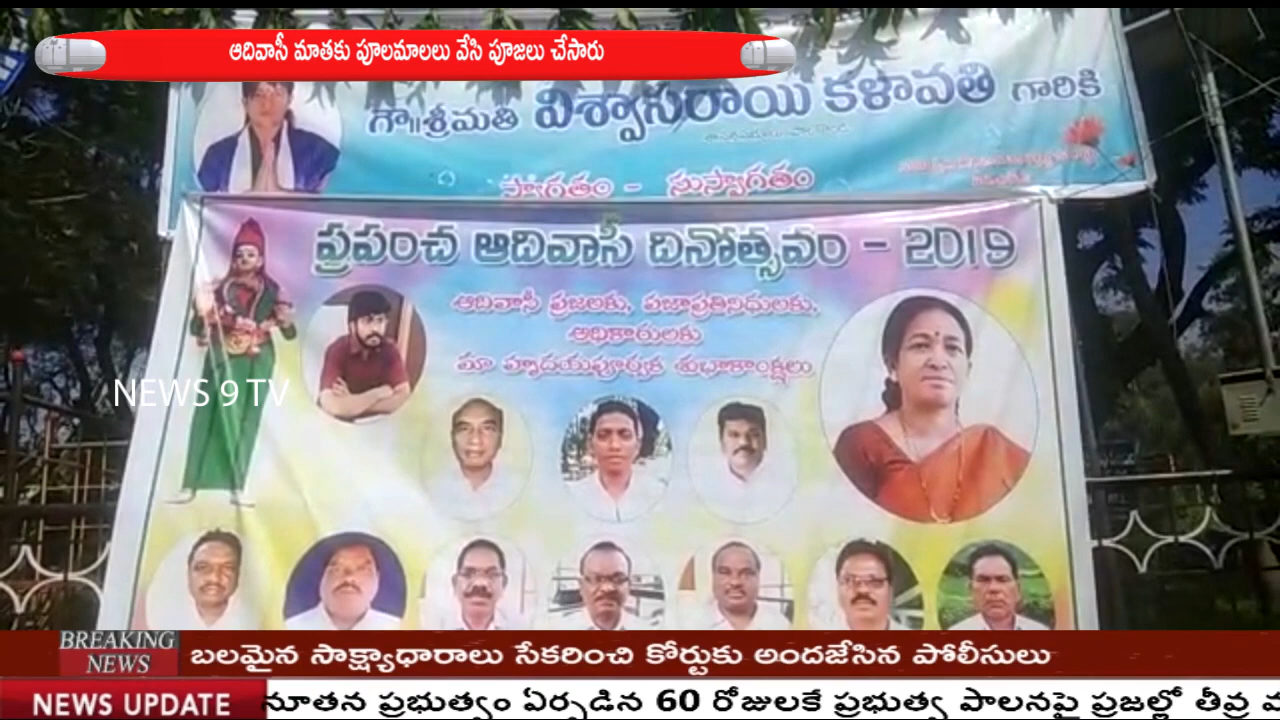 ఆదివాసీ మాతకు పూలమాలలు వేసి పూజలు చేసారు
గౌ॥శ్రీమతి విశ్వాసరాయి కళావతి గారికి
స్వాగతం - సుస్వాగతం
ప్రపంచ ఆదివాసీ దినోత్సవం - 2019
ఆదివాసీ ప్రజలకు, ప్రజాప్రతినిధులకు,
అధికారులకు
మా హృదయపూర్వక శుభాకాంక్షలు
NEWS 9 TV
BREAKING NEWS బలమైన సాక్ష్యాధారాలు సేకరించి కోర్టుకు అందజేసిన పోలీసులు
NEWS UPDATE నూతన ప్రభుత్వం ఏర్పడిన 60 రోజులకే ప్రభుత్వ పాలనపై ప్రజల్లో తీవ్ర